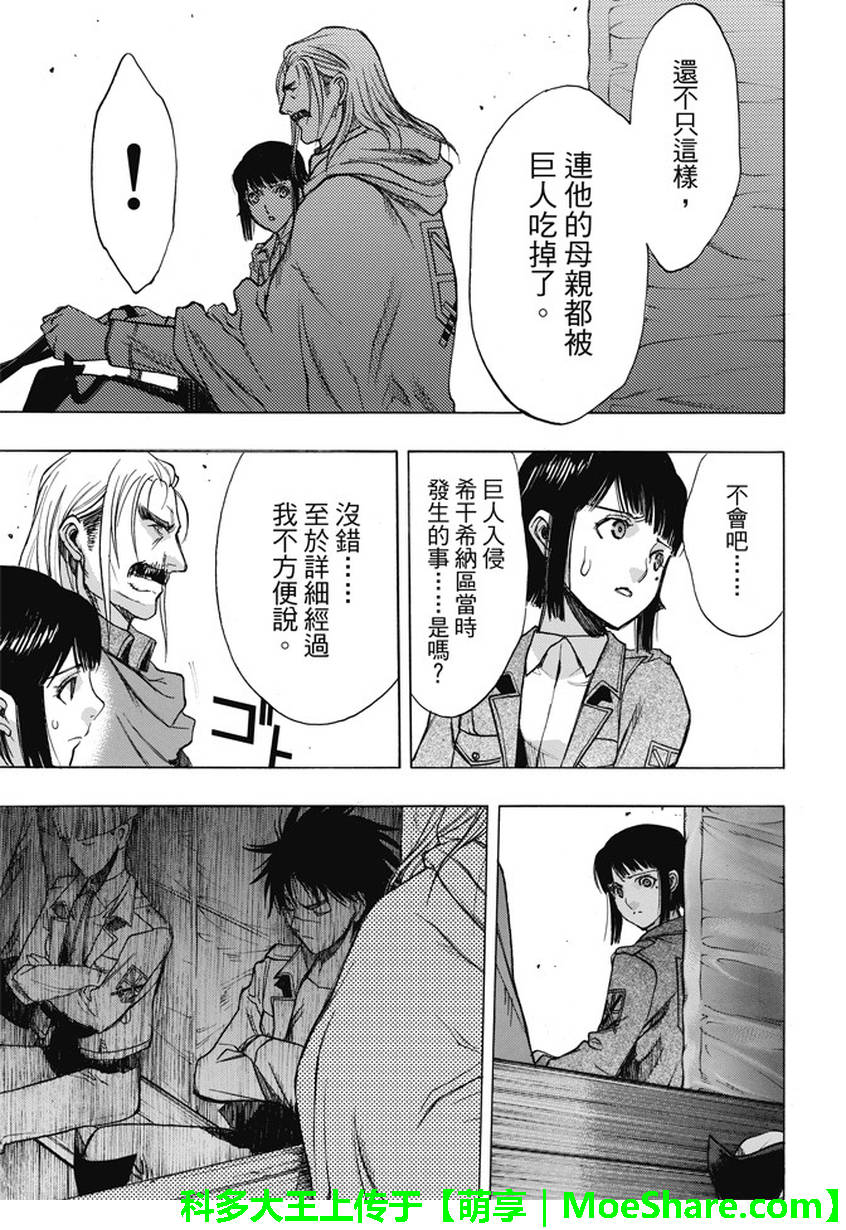 還不只這樣，
連他的母親都被
巨人吃掉了。
！
不會吧……
巨人入侵
希干希納區當時
發生的事……是嗎？
沒錯……
至於詳細經過
我不方便說。
ゴト
科多大王上传于【萌享｜MoeShare.com】